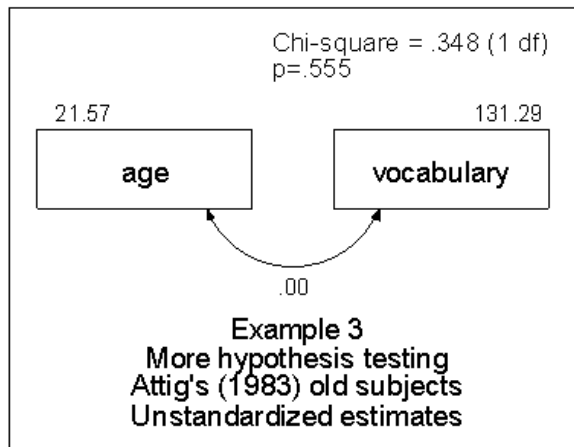 Chi-square = .348 (1 df)
p=.555
21.57
131.29
age
vocabulary
.00
Example 3
More hypothesis testing
Attig's (1983) old subjects
Unstandardized estimates